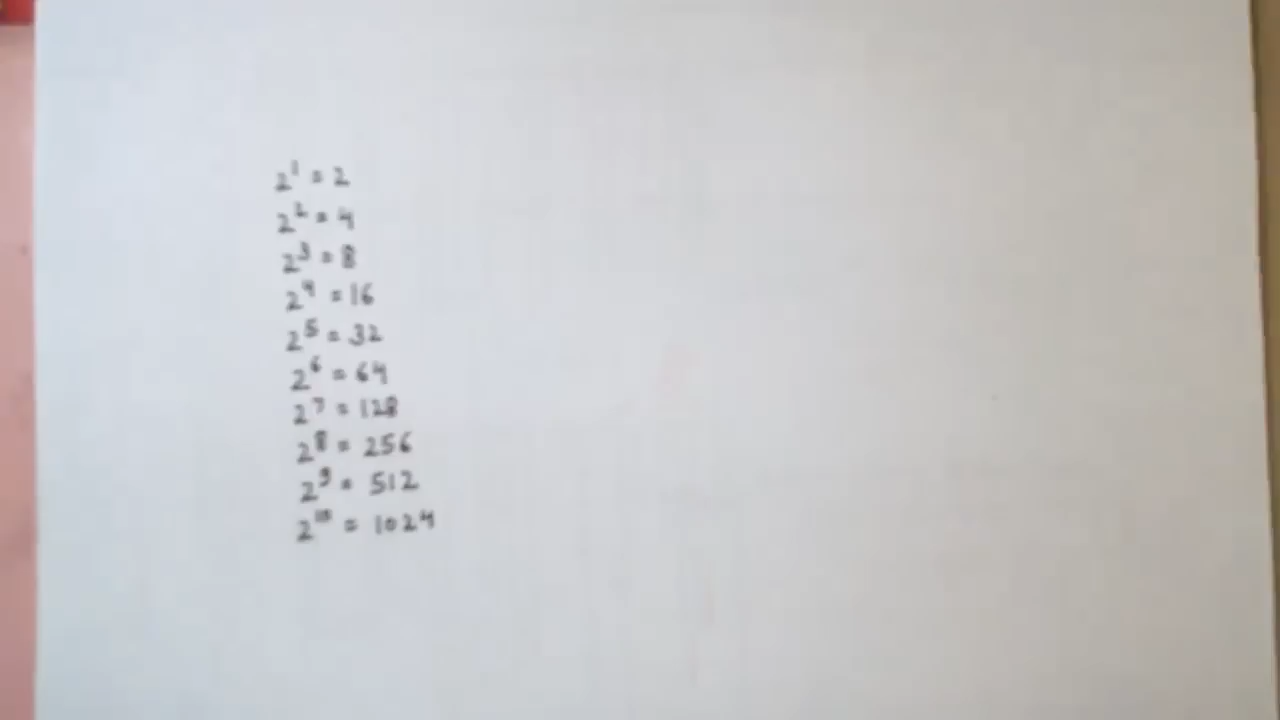 2¹ = 2
2² = 4
2³ = 8
2⁴ = 16
2⁵ = 32
2⁶ = 64
2⁷ = 128
2⁸ = 256
2⁹ = 512
2¹⁰ = 1024